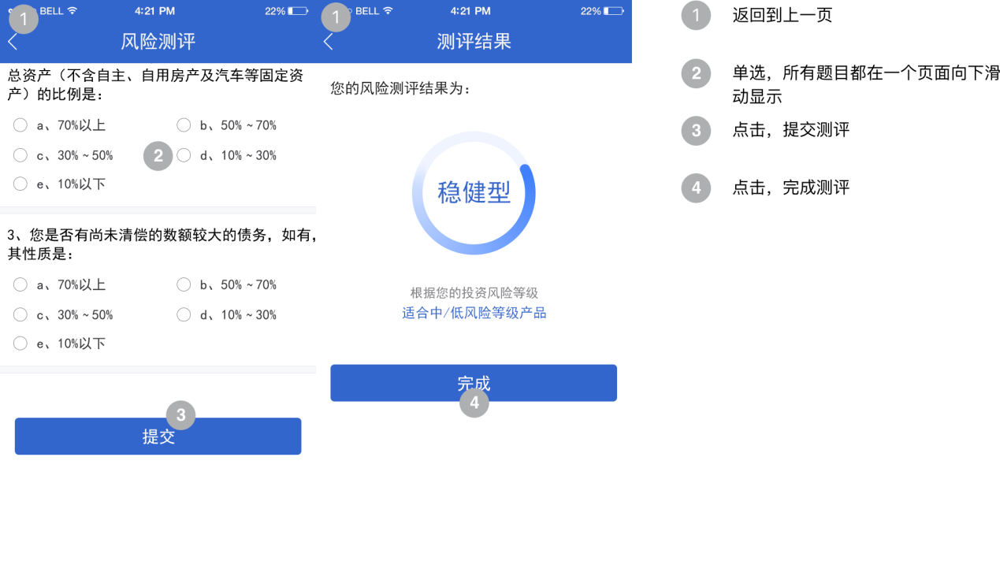 BELL 4:21 PM 22%
1
风险测评
总资产（不含自主、自用房产及汽车等固定资
产）的比例是：
a、70%以上 b、50%~70%
c、30%~50% 2 d、10%~30%
e、10%以下
3、您是否有尚未清偿的数额较大的债务，如有，
其性质是：
a、70%以上 b、50%~70%
c、30%~50% d、10%~30%
e、10%以下
3
提交
BELL 4:21 PM 22%
1
测评结果
您的风险测评结果为：
稳健型
根据您的投资风险等级
适合中/低风险等级产品
完成
4
1 返回到上一页
2 单选，所有题目都在一个页面向下滑
动显示
3 点击，提交测评
4 点击，完成测评